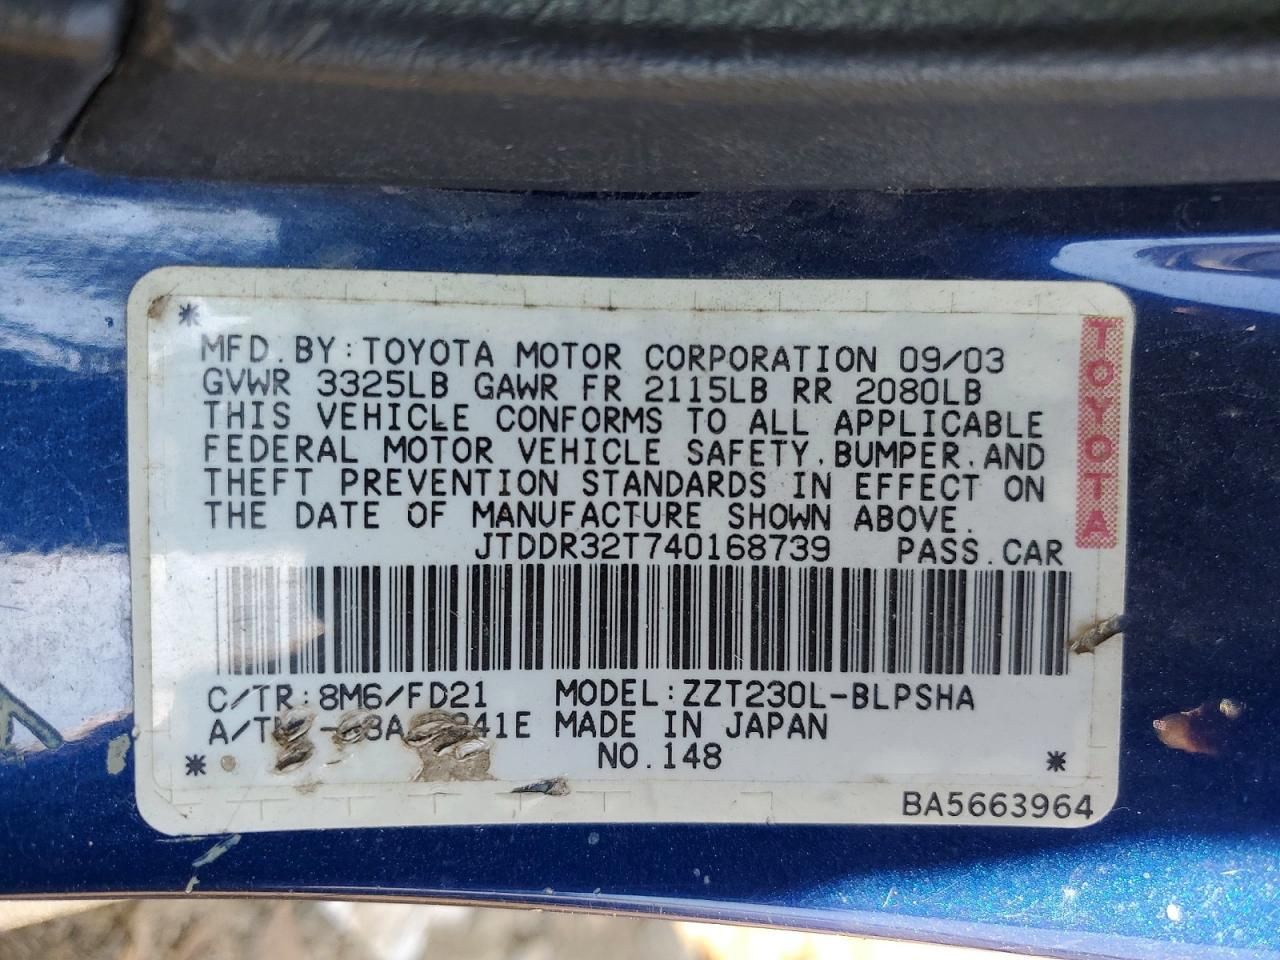 MFD. BY: TOYOTA MOTOR CORPORATION 09/03
GVWR 3325LB GAWR FR 2115LB RR 2080LB
THIS VEHICLE CONFORMS TO ALL APPLICABLE
FEDERAL MOTOR VEHICLE SAFETY, BUMPER, AND
THEFT PREVENTION STANDARDS IN EFFECT ON
THE DATE OF MANUFACTURE SHOWN ABOVE.
JTDDR32T740168739 PASS. CAR
TOYOTA
C/TR: 8M6/FD21 MODEL: ZZT230L-BLPSHA
MADE IN JAPAN
NO. 148
BA5663964